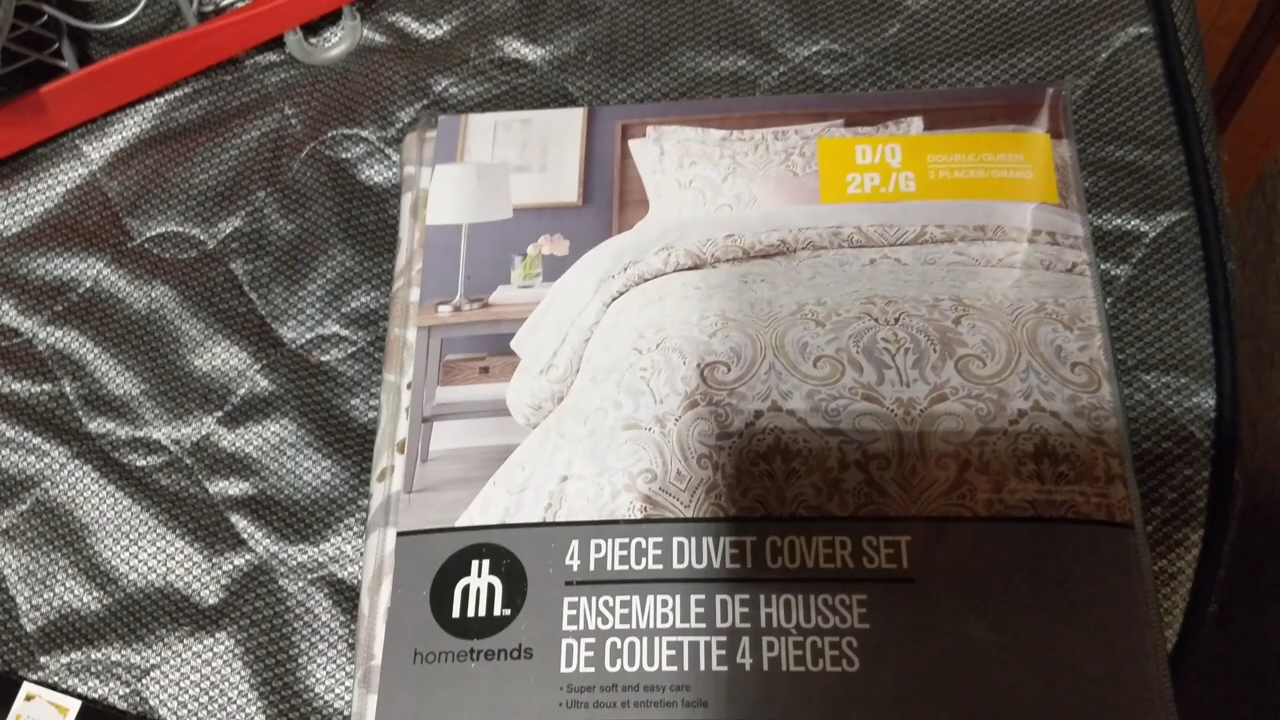 D/Q
2P./G
DOUBLE/QUEEN
2 PLACES/GRAND
4 PIECE DUVET COVER SET
ENSEMBLE DE HOUSSE
DE COUETTE 4 PIÈCES
hometrends
• Super soft and easy care
• Ultra doux et entretien facile